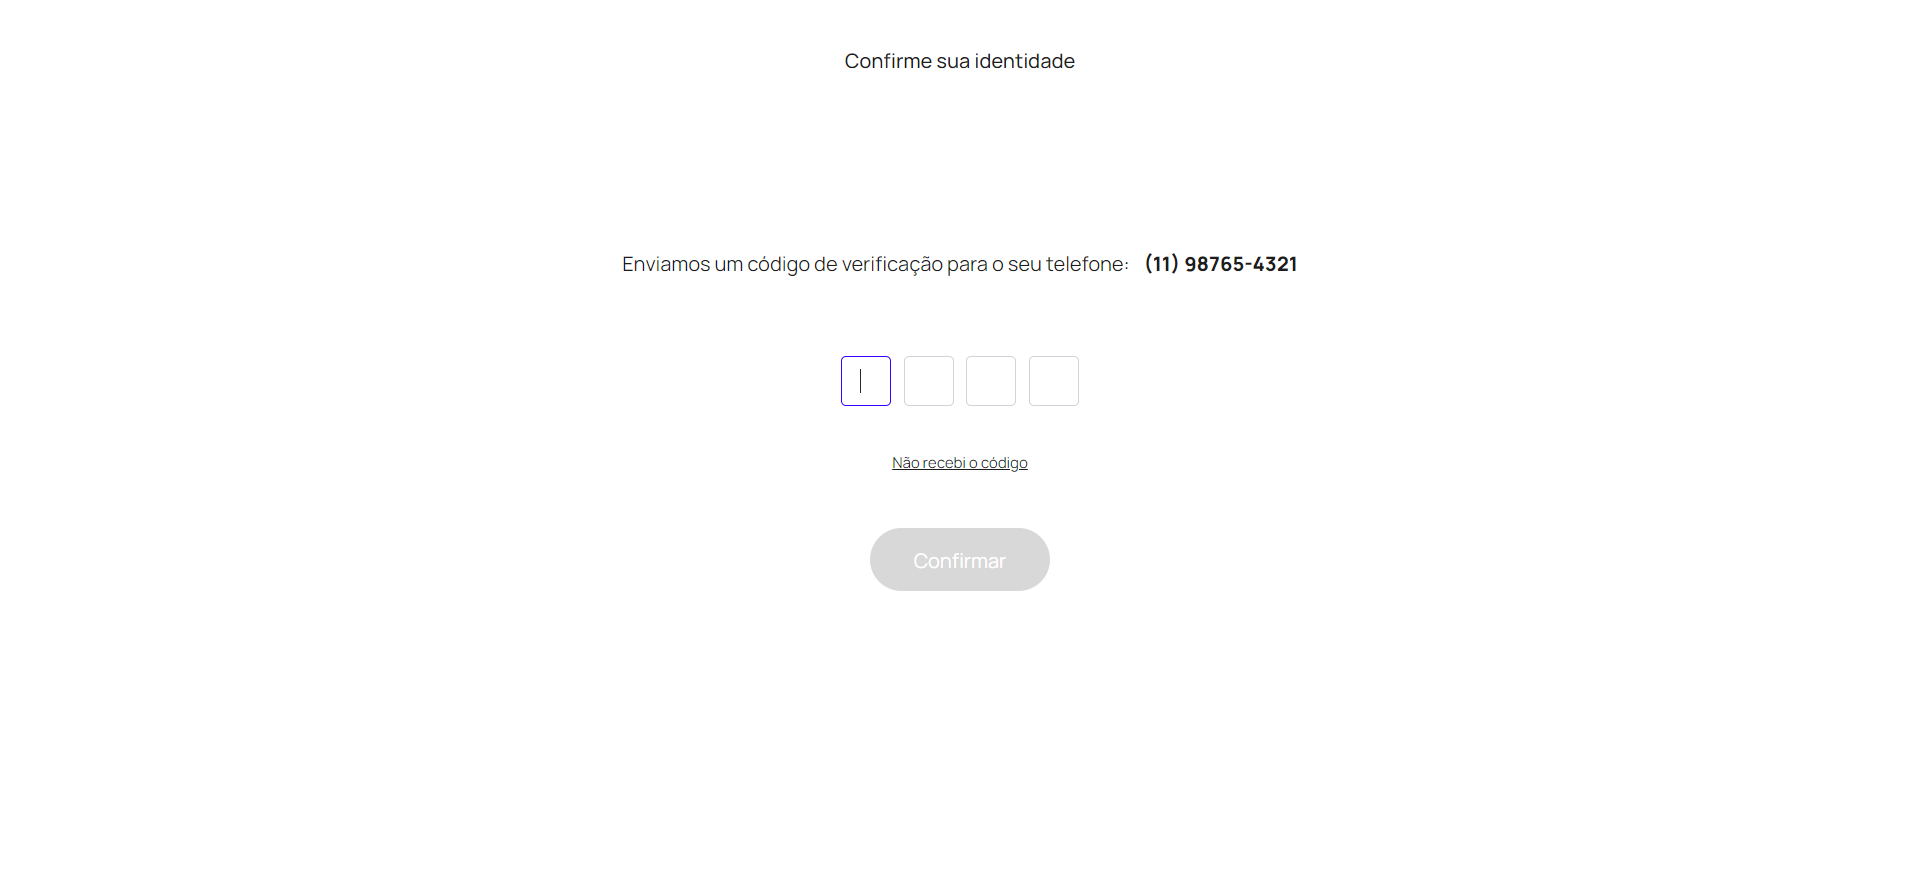 Confirme sua identidade
Enviamos um código de verificação para o seu telefone: (11) 98765-4321
Não recebi o código
Confirmar